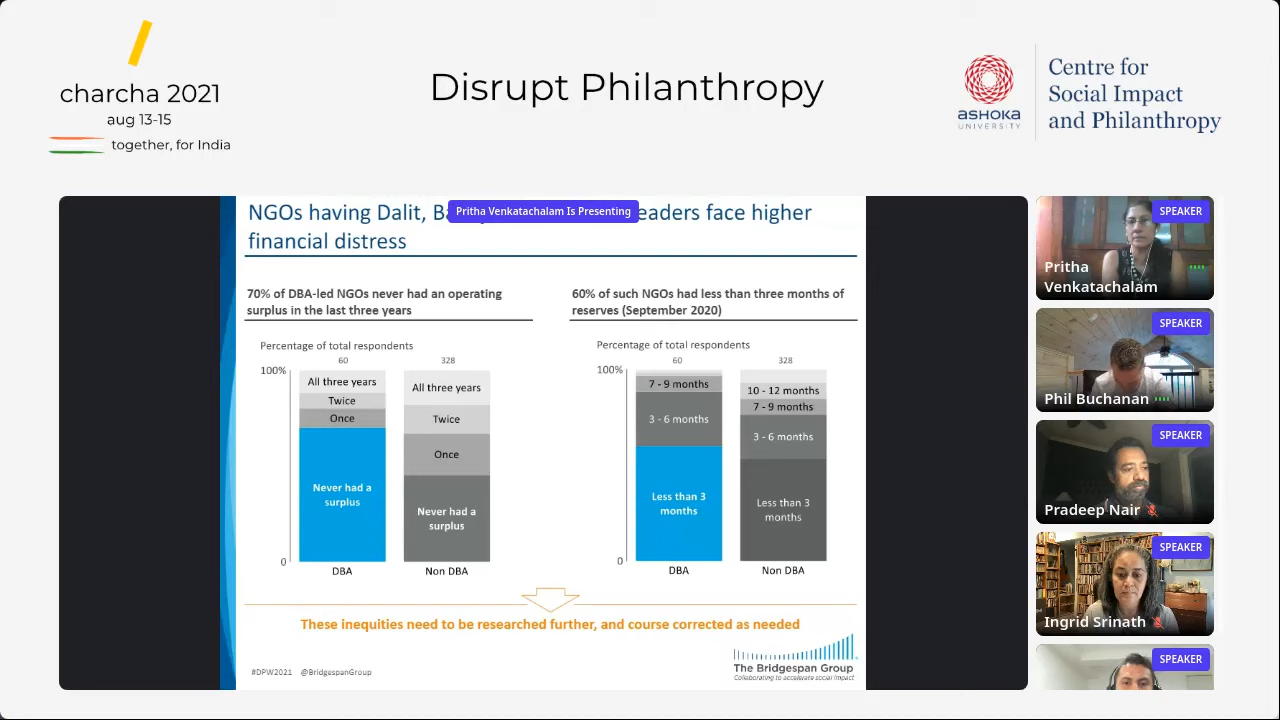 charcha 2021
aug 13-15
together, for India
Disrupt Philanthropy
ASHOKA
UNIVERSITY
Centre for
Social Impact
and Philanthropy
NGOs having Dalit, Ba
eaders face higher
Pritha Venkatachalam Is Presenting
financial distress
70% of DBA-led NGOs never had an operating
surplus in the last three years
Percentage of total respondents
60
328
100%
All three years
Twice
Once
Never had a
surplus
All three years
Twice
Once
Never had a
surplus
0
DBA
Non DBA
60% of such NGOs had less than three months of
reserves (September 2020)
Percentage of total respondents
60
328
100%
7 - 9 months
3 - 6 months
Less than 3
months
10 - 12 months
7 - 9 months
3 - 6 months
Less than 3
months
0
DBA
Non DBA
These inequities need to be researched further, and course corrected as needed
#DPW2021 @BridgespanGroup
The Bridgespan Group
Collaborating to accelerate social impact
SPEAKER
Pritha
Venkatachalam
SPEAKER
Phil Buchanan
SPEAKER
Pradeep Nair
SPEAKER
Ingrid Srinath
SPEAKER